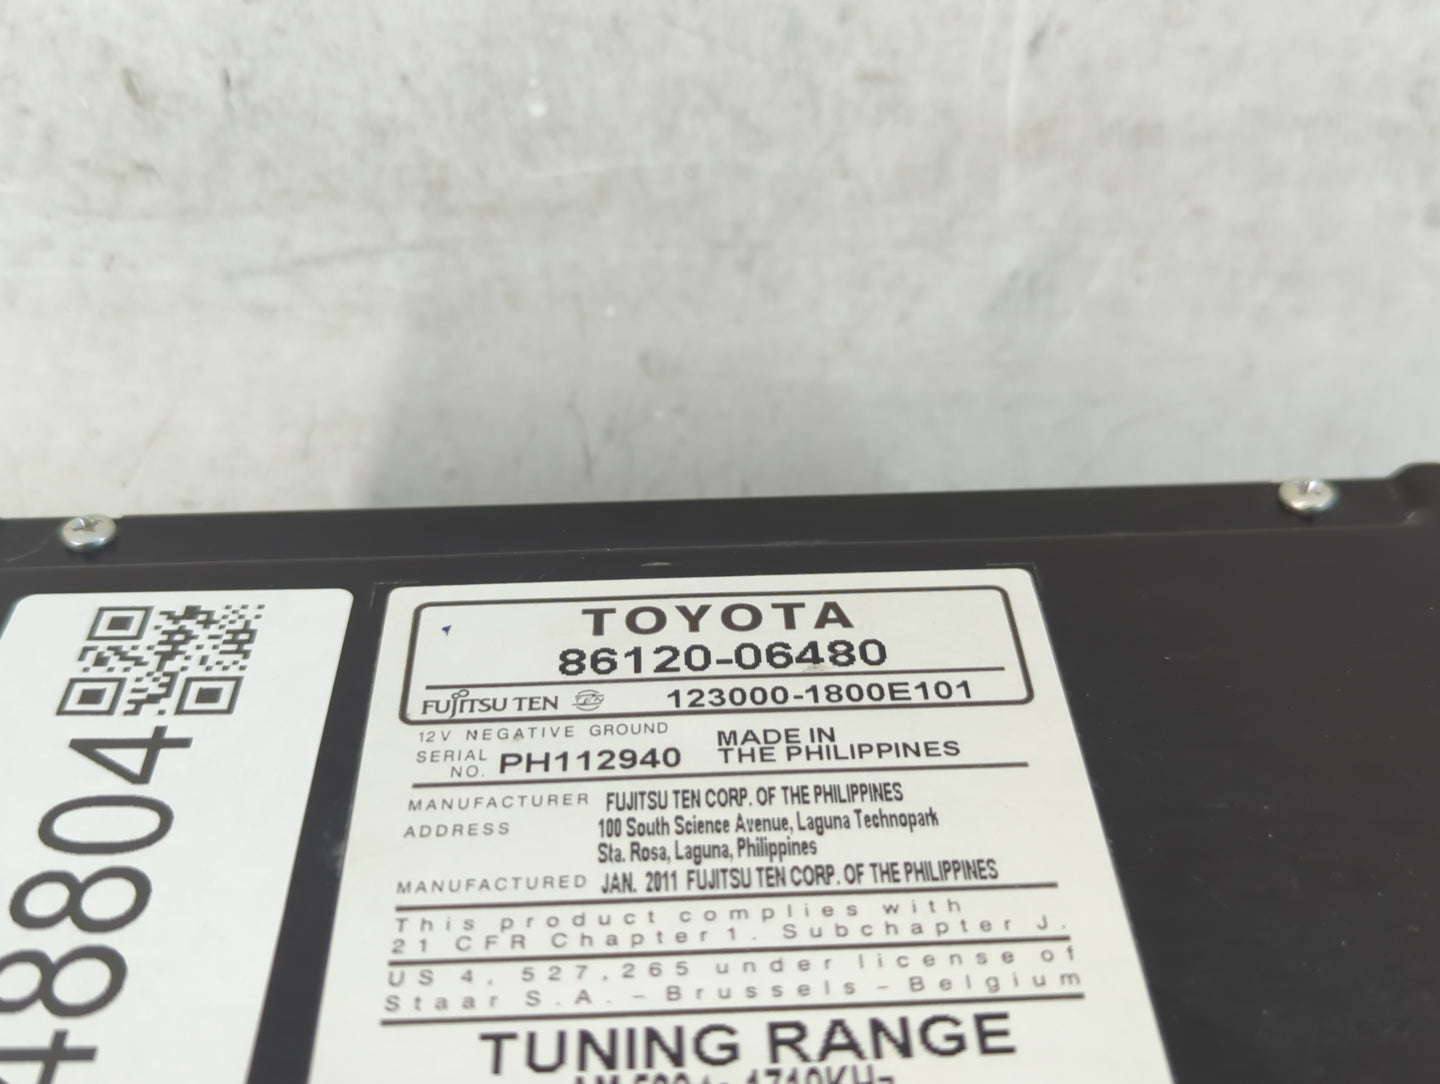 TOYOTA
86120-06480
FUJITSU TEN TEN 123000-1800E101
12V NEGATIVE GROUND
SERIAL NO. PH112940
MADE IN
THE PHILIPPINES
MANUFACTURER FUJITSU TEN CORP. OF THE PHILIPPINES
ADDRESS 100 South Science Avenue, Laguna Technopark
Sta. Rosa, Laguna, Philippines
MANUFACTURED JAN. 2011 FUJITSU TEN CORP. OF THE PHILIPPINES
This product complies with
21 CFR Chapter 1. Subchapter J.
US 4, 527,265 under license of
Staar S.A. – Brussels – Belgium
TUNING RANGE
48804